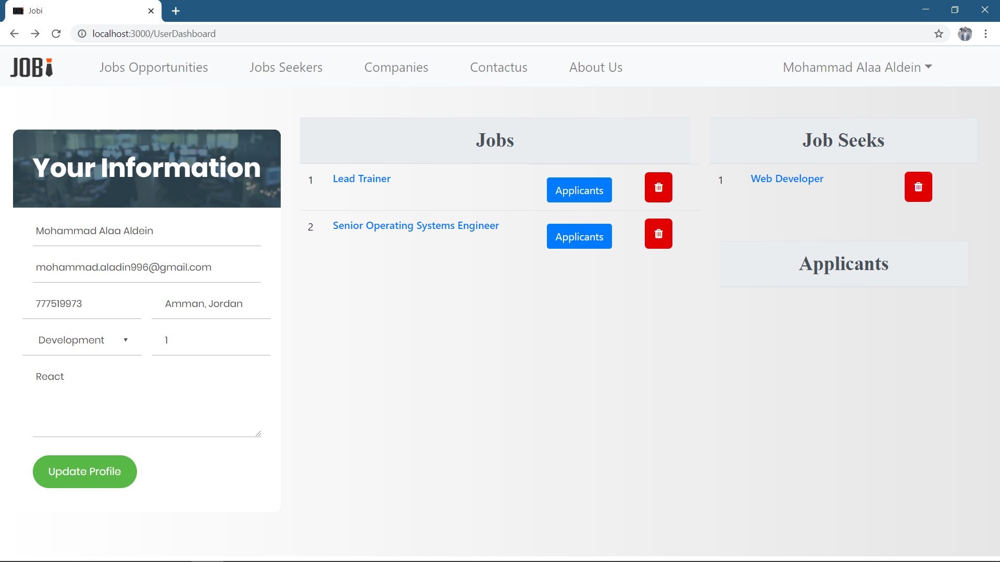 Jobi
localhost:3000/UserDashboard
JOBi
Jobs Opportunities
Jobs Seekers
Companies
Contactus
About Us
Mohammad Alaa Aldein
Your Information
Mohammad Alaa Aldein
mohammad.aladin996@gmail.com
777519973
Amman, Jordan
Development
1
React
Update Profile
Jobs
1 Lead Trainer Applicants
2 Senior Operating Systems Engineer Applicants
Job Seeks
1 Web Developer
Applicants